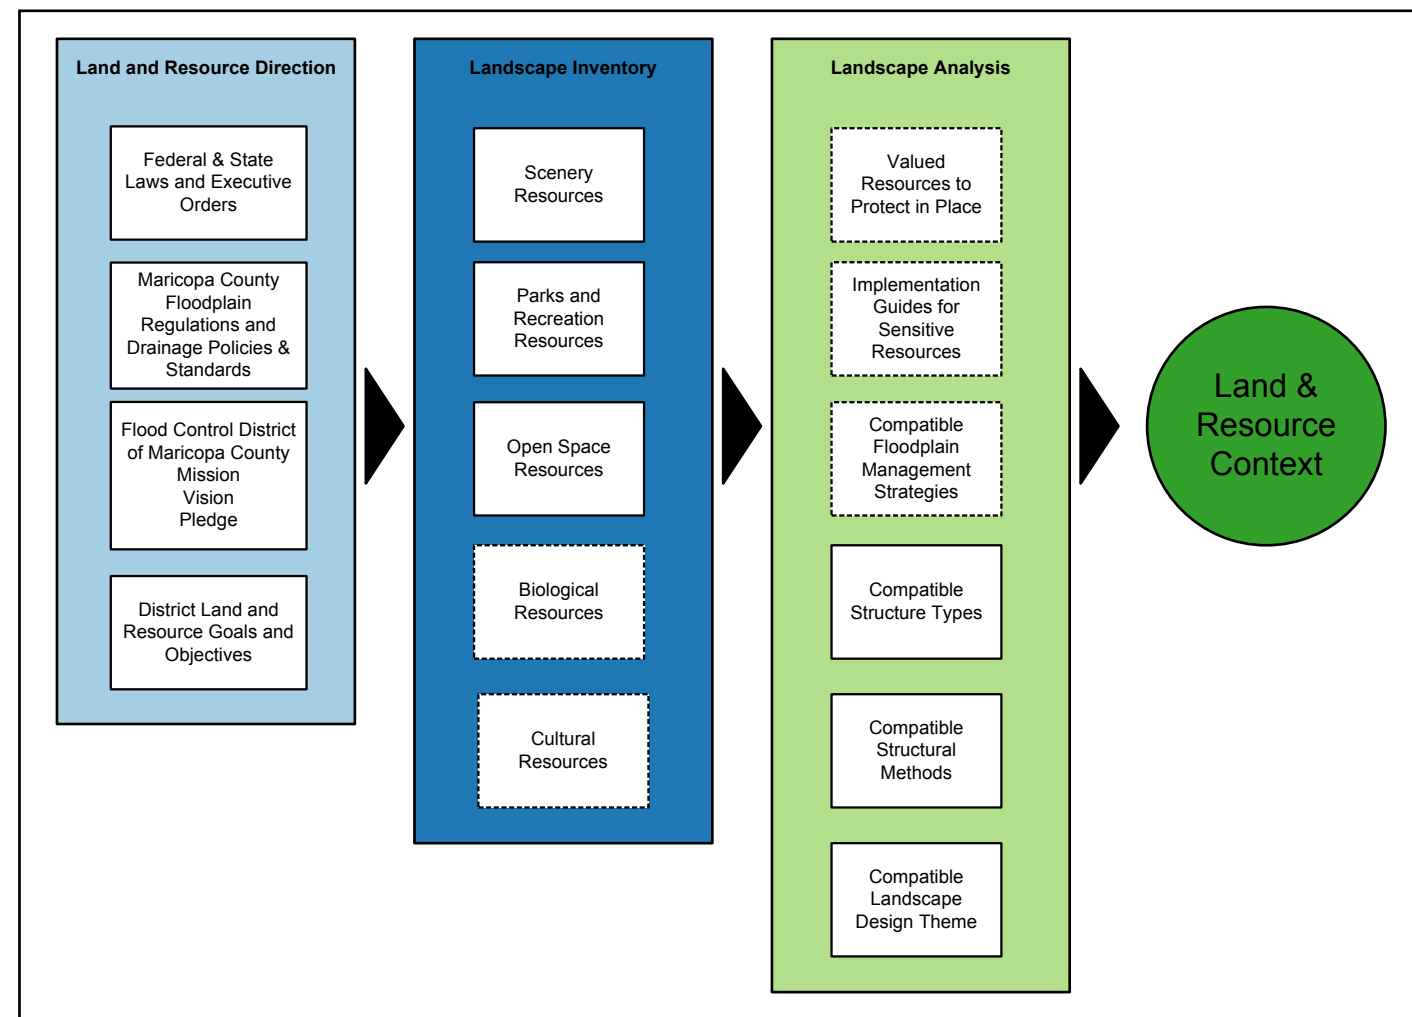 Land and Resource Direction
Federal & State
Laws and Executive
Orders
Maricopa County
Floodplain
Regulations and
Drainage Policies &
Standards
Flood Control District
of Maricopa County
Mission
Vision
Pledge
District Land and
Resource Goals and
Objectives
Landscape Inventory
Scenery
Resources
Parks and
Recreation
Resources
Open Space
Resources
Biological
Resources
Cultural
Resources
Landscape Analysis
Valued
Resources to
Protect in Place
Implementation
Guides for
Sensitive
Resources
Compatible
Floodplain
Management
Strategies
Compatible
Structure Types
Compatible
Structural
Methods
Compatible
Landscape
Design Theme
Land &
Resource
Context